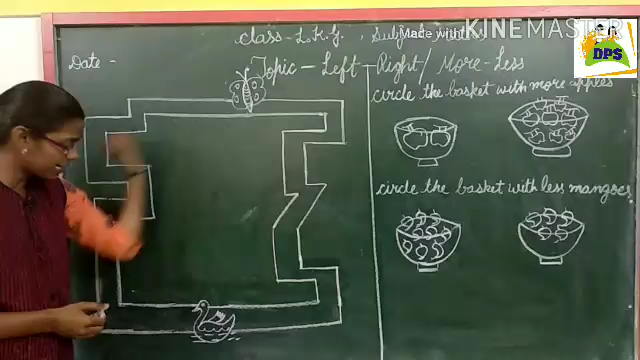 Made with KINEMASTER
DPS
Class - L.K.G, Subject
Date -
Topic - Left - Right / More - Less
circle the basket with more apples
circle the basket with less mangoes.